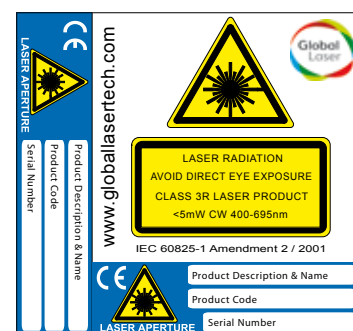 CE
LASER APERTURE
Product Description & Name
Product Code
Serial Number
www.globallasertech.com
Global
Laser
LASER RADIATION
AVOID DIRECT EYE EXPOSURE
CLASS 3R LASER PRODUCT
<5mW CW 400-695nm
IEC 60825-1 Amendment 2 / 2001
CE
LASER APERTURE
Product Description & Name
Product Code
Serial Number